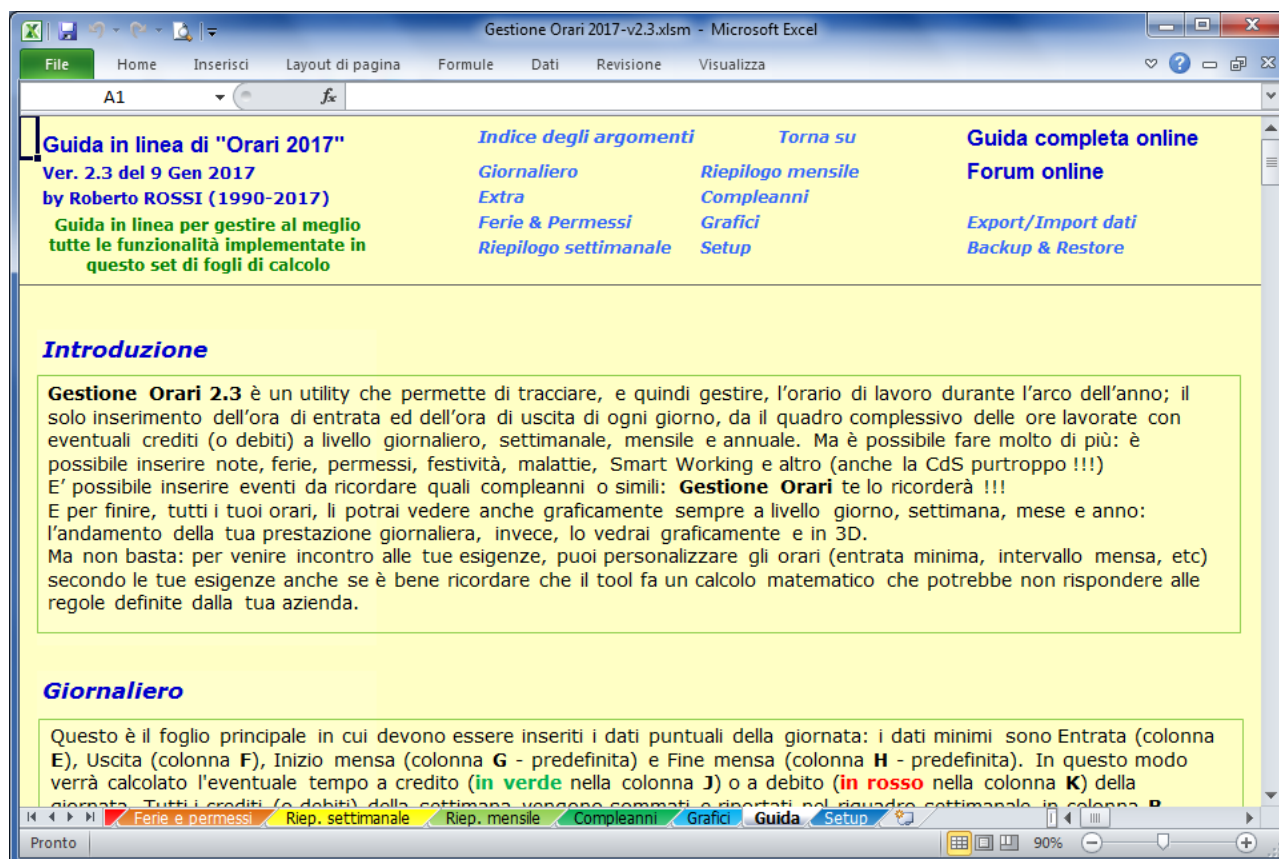 Gestione Orari 2017-v2.3.xlsm - Microsoft Excel
File Home Inserisci Layout di pagina Formule Dati Revisione Visualizza
A1 fx
Guida in linea di "Orari 2017"
Ver. 2.3 del 9 Gen 2017
by Roberto ROSSI (1990-2017)
Guida in linea per gestire al meglio
tutte le funzionalità implementate in
questo set di fogli di calcolo
Indice degli argomenti Torna su
Giornaliero Riepilogo mensile
Extra Compleanni
Ferie & Permessi Grafici
Riepilogo settimanale Setup
Guida completa online
Forum online
Export/Import dati
Backup & Restore
Introduzione
Gestione Orari 2.3 è un utility che permette di tracciare, e quindi gestire, l'orario di lavoro durante l'arco dell'anno; il
solo inserimento dell'ora di entrata ed dell'ora di uscita di ogni giorno, da il quadro complessivo delle ore lavorate con
eventuali crediti (o debiti) a livello giornaliero, settimanale, mensile e annuale. Ma è possibile fare molto di più: è
possibile inserire note, ferie, permessi, festività, malattie, Smart Working e altro (anche la CdS purtroppo !!!)
E' possibile inserire eventi da ricordare quali compleanni o simili: Gestione Orari te lo ricorderà !!!
E per finire, tutti i tuoi orari, li potrai vedere anche graficamente sempre a livello giorno, settimana, mese e anno:
l'andamento della tua prestazione giornaliera, invece, lo vedrai graficamente e in 3D.
Ma non basta: per venire incontro alle tue esigenze, puoi personalizzare gli orari (entrata minima, intervallo mensa, etc)
secondo le tue esigenze anche se è bene ricordare che il tool fa un calcolo matematico che potrebbe non rispondere alle
regole definite dalla tua azienda.
Giornaliero
Questo è il foglio principale in cui devono essere inseriti i dati puntuali della giornata: i dati minimi sono Entrata (colonna
E), Uscita (colonna F), Inizio mensa (colonna G - predefinita) e Fine mensa (colonna H - predefinita). In questo modo
verrà calcolato l'eventuale tempo a credito (in verde nella colonna J) o a debito (in rosso nella colonna K) della
giornata. Tutti i crediti (o debiti) della settimana vengono sommati e riportati nel riquadro settimanale in colonna B
Ferie e permessi Riep. settimanale Riep. mensile Compleanni Grafici Guida Setup
Pronto 90%